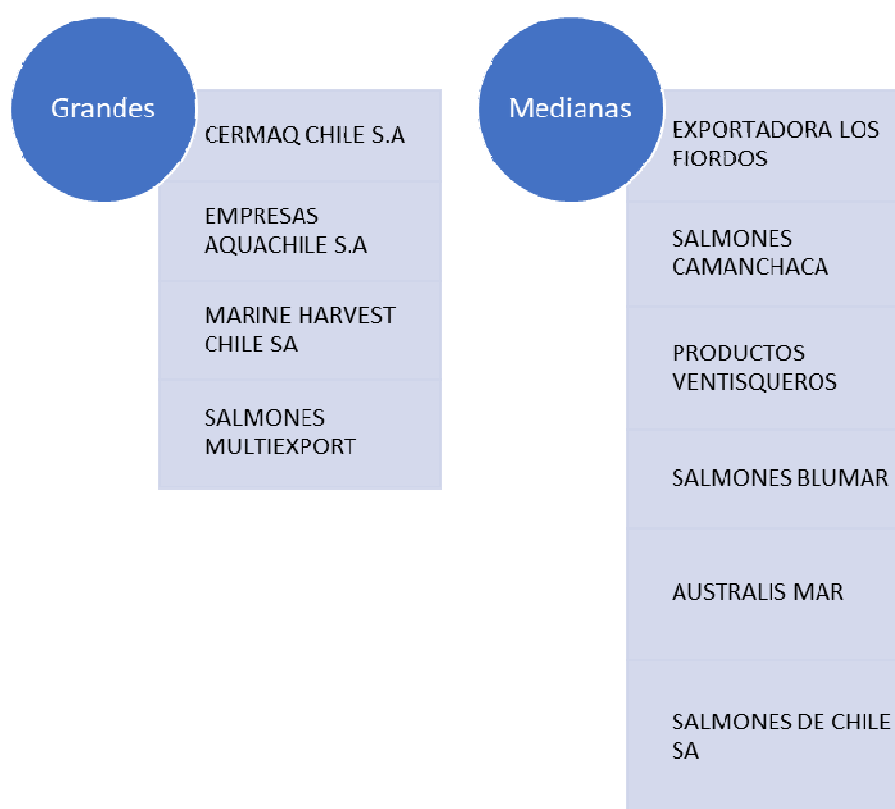 Grandes
CERMAQ CHILE S.A
EMPRESAS
AQUACHILE S.A
MARINE HARVEST
CHILE SA
SALMONES
MULTIEXPORT
Medianas
EXPORTADORA LOS
FIORDOS
SALMONES
CAMANCHACA
PRODUCTOS
VENTISQUEROS
SALMONES BLUMAR
AUSTRALIS MAR
SALMONES DE CHILE
SA